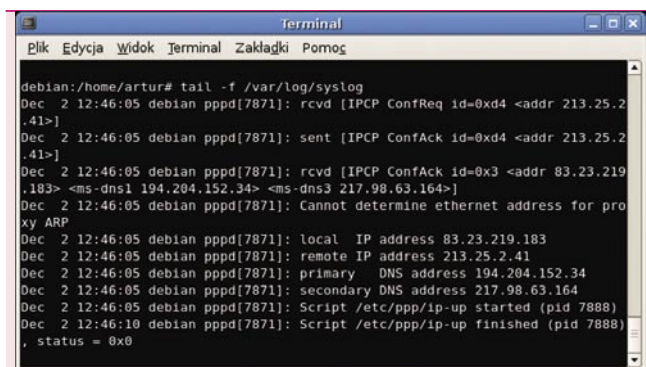 Terminal
Plik Edycja Widok Terminal Zakładki Pomoc
debian:/home/artur# tail -f /var/log/syslog
Dec  2 12:46:05 debian pppd[7871]: rcvd [IPCP ConfReq id=0xd4 <addr 213.25.2
.41>]
Dec  2 12:46:05 debian pppd[7871]: sent [IPCP ConfAck id=0xd4 <addr 213.25.2
.41>]
Dec  2 12:46:05 debian pppd[7871]: rcvd [IPCP ConfAck id=0x3 <addr 83.23.219
.183> <ms-dns1 194.204.152.34> <ms-dns3 217.98.63.164>]
Dec  2 12:46:05 debian pppd[7871]: Cannot determine ethernet address for pro
xy ARP
Dec  2 12:46:05 debian pppd[7871]: local  IP address 83.23.219.183
Dec  2 12:46:05 debian pppd[7871]: remote IP address 213.25.2.41
Dec  2 12:46:05 debian pppd[7871]: primary   DNS address 194.204.152.34
Dec  2 12:46:05 debian pppd[7871]: secondary DNS address 217.98.63.164
Dec  2 12:46:05 debian pppd[7871]: Script /etc/ppp/ip-up started (pid 7888)
Dec  2 12:46:10 debian pppd[7871]: Script /etc/ppp/ip-up finished (pid 7888)
, status = 0x0